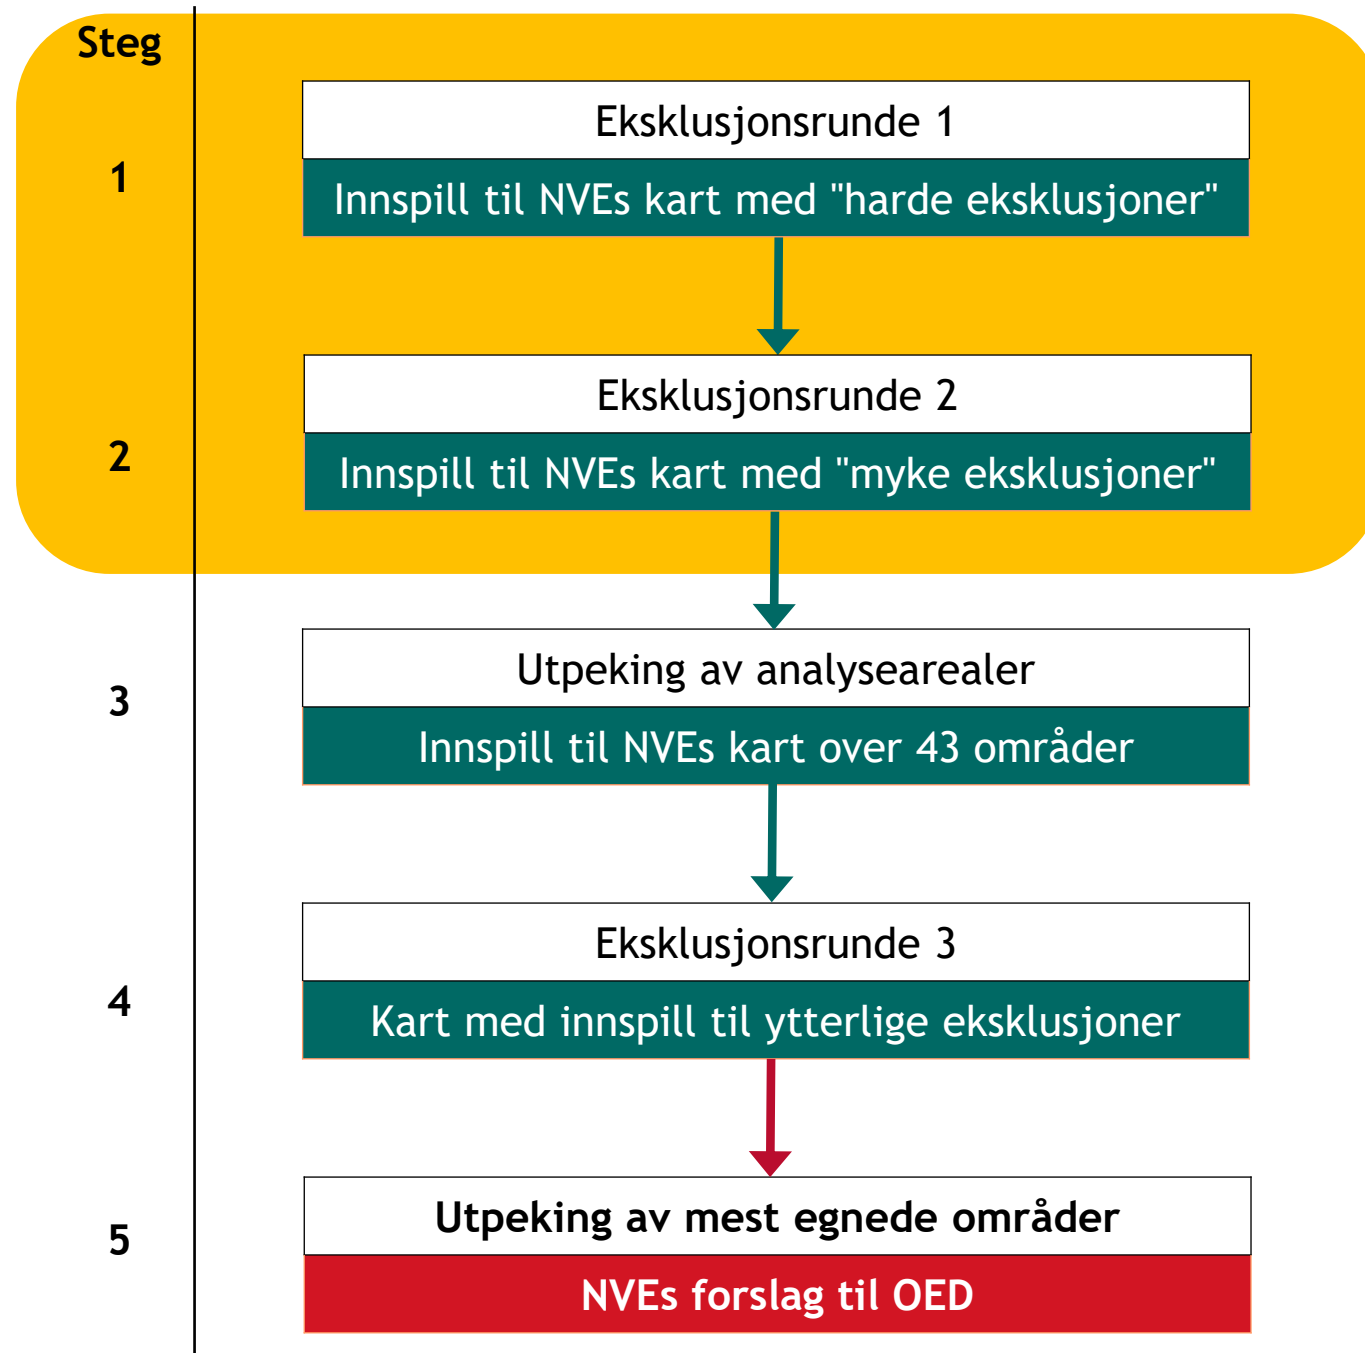 Steg
Eksklusjonsrunde 1
1
Innspill til NVEs kart med "harde eksklusjoner"
Eksklusjonsrunde 2
2
Innspill til NVEs kart med "myke eksklusjoner"
Utpeking av analysearealer
3
Innspill til NVEs kart over 43 områder
Eksklusjonsrunde 3
4
Kart med innspill til ytterlige eksklusjoner
Utpeking av mest egnede områder
5
NVEs forslag til OED